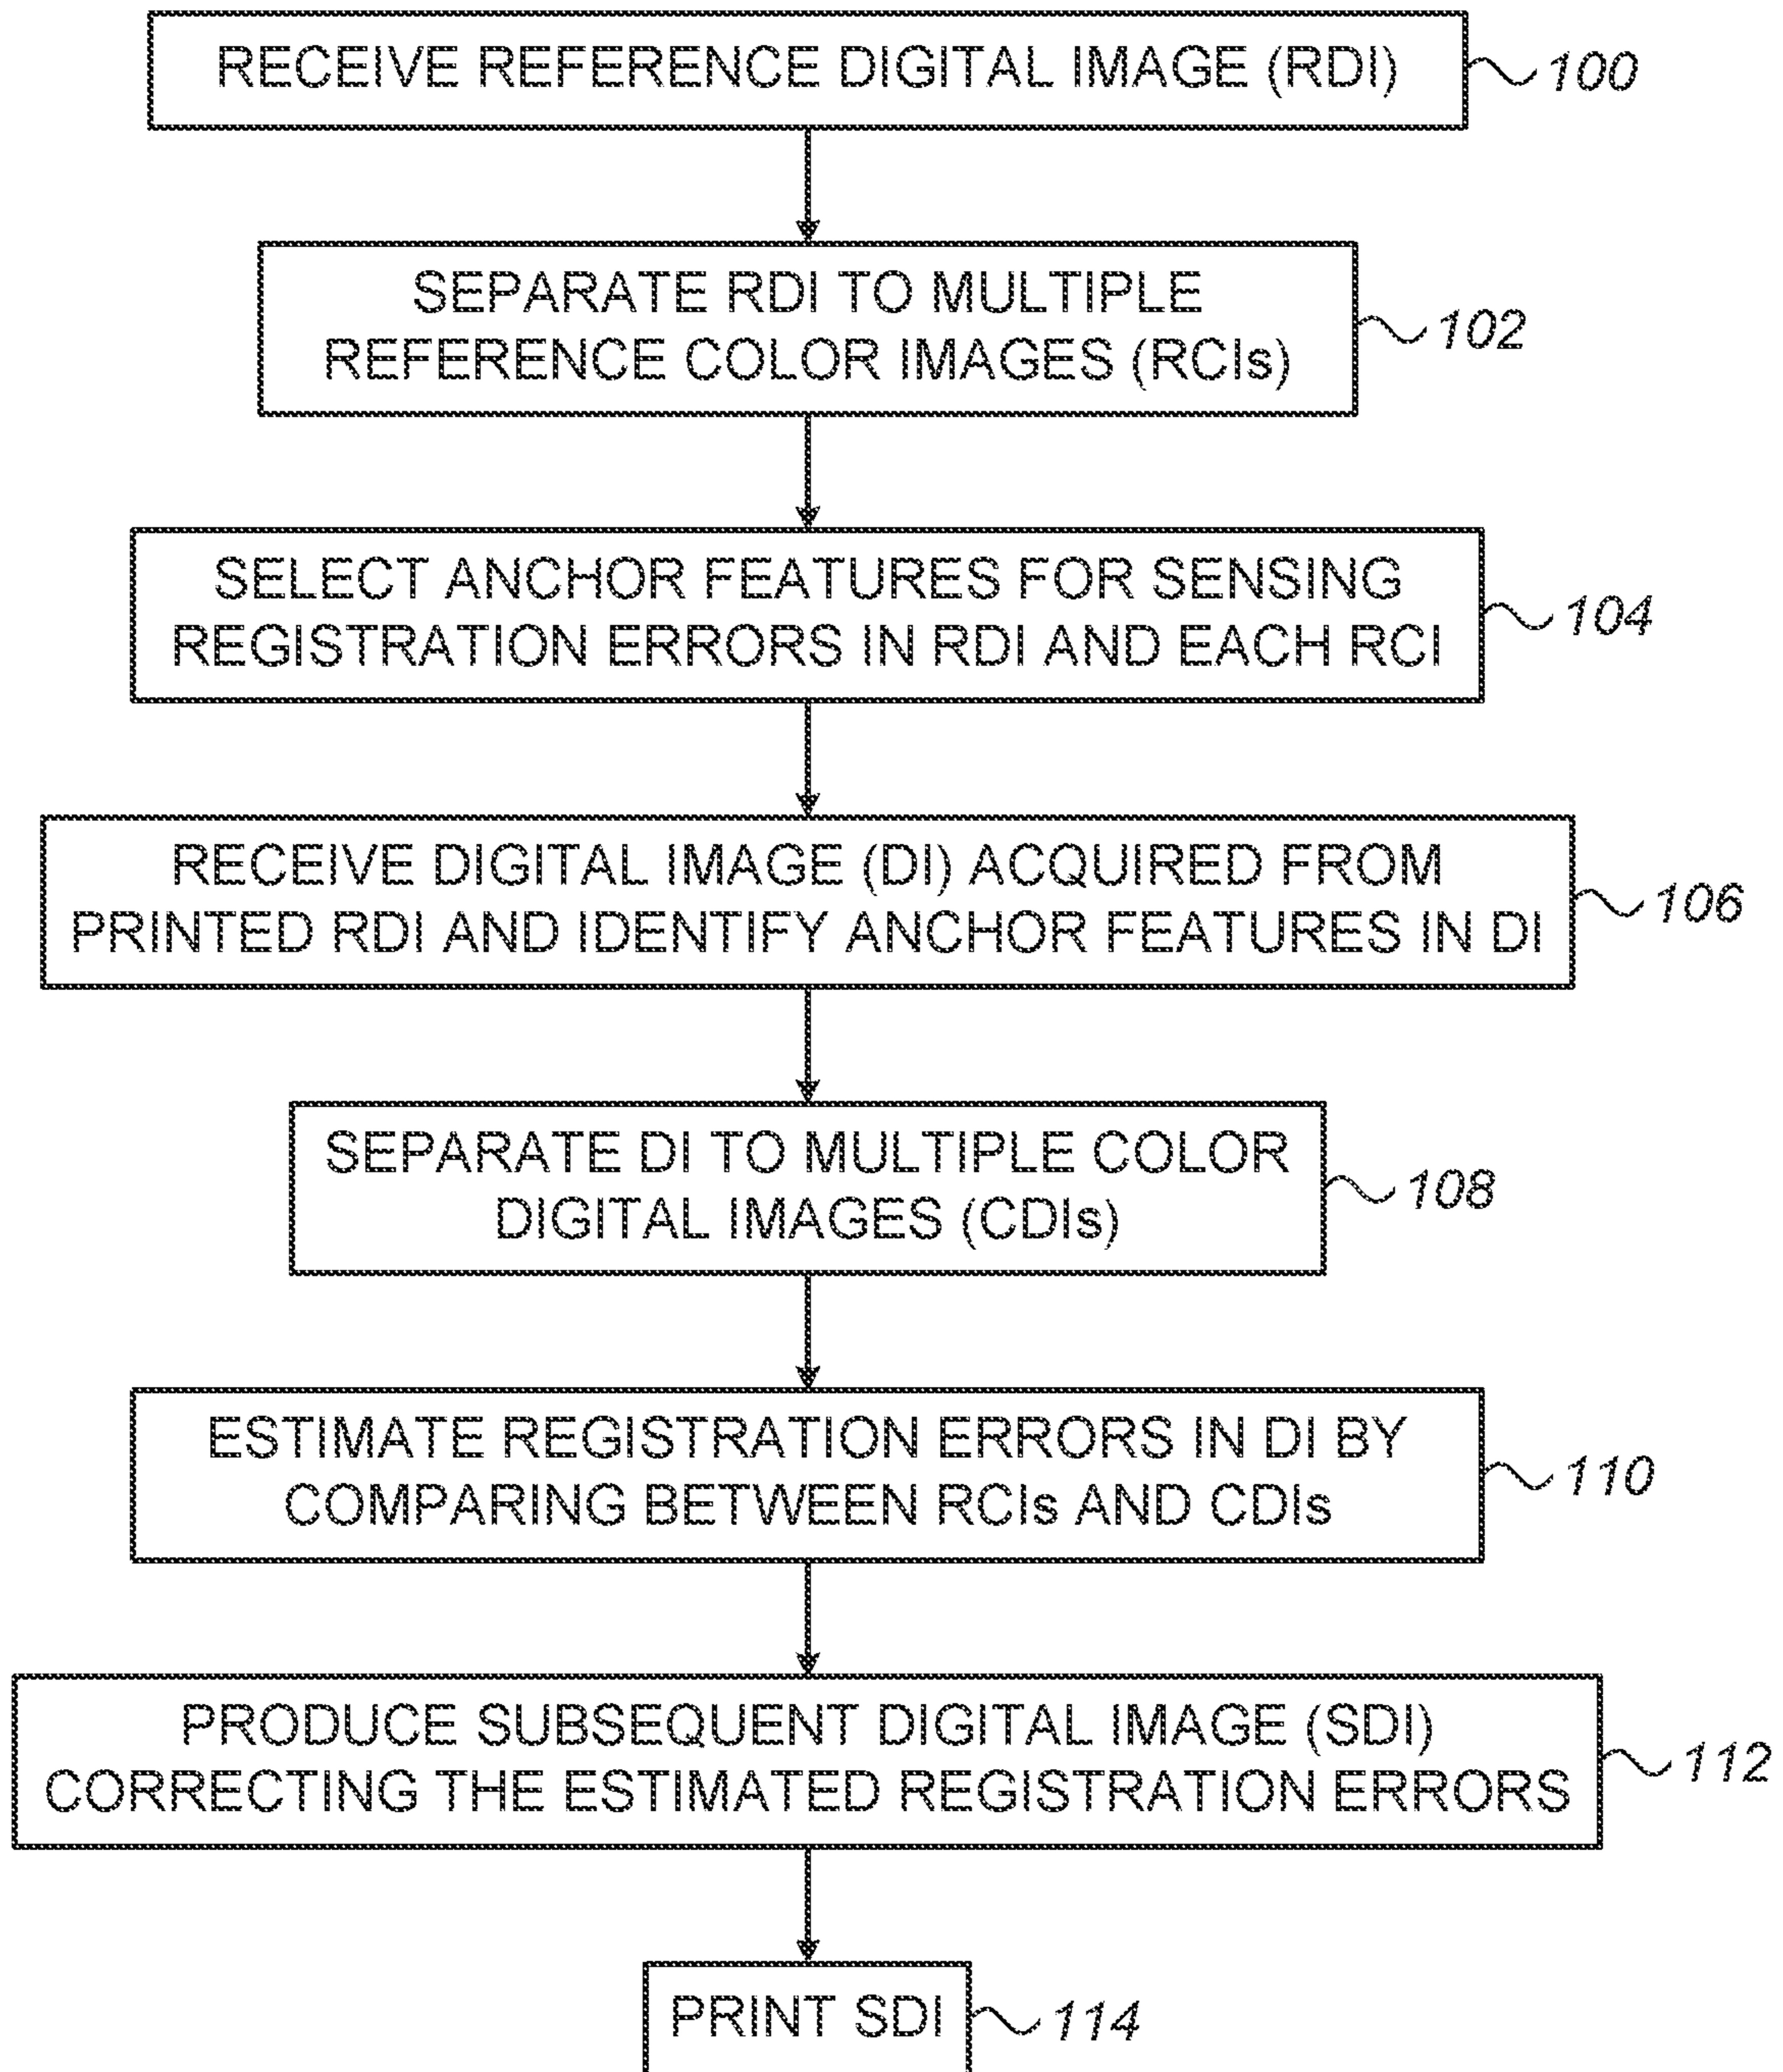 RECEIVE REFERENCE DIGITAL IMAGE (RDI)
100
SEPARATE RDI TO MULTIPLE
REFERENCE COLOR IMAGES (RCIs)
102
SELECT ANCHOR FEATURES FOR SENSING
REGISTRATION ERRORS IN RDI AND EACH RCI
104
RECEIVE DIGITAL IMAGE (DI) ACQUIRED FROM
PRINTED RDI AND IDENTIFY ANCHOR FEATURES IN DI
106
SEPARATE DI TO MULTIPLE COLOR
DIGITAL IMAGES (CDIs)
108
ESTIMATE REGISTRATION ERRORS IN DI BY
COMPARING BETWEEN RCIs AND CDIs
110
PRODUCE SUBSEQUENT DIGITAL IMAGE (SDI)
CORRECTING THE ESTIMATED REGISTRATION ERRORS
112
PRINT SDI
114